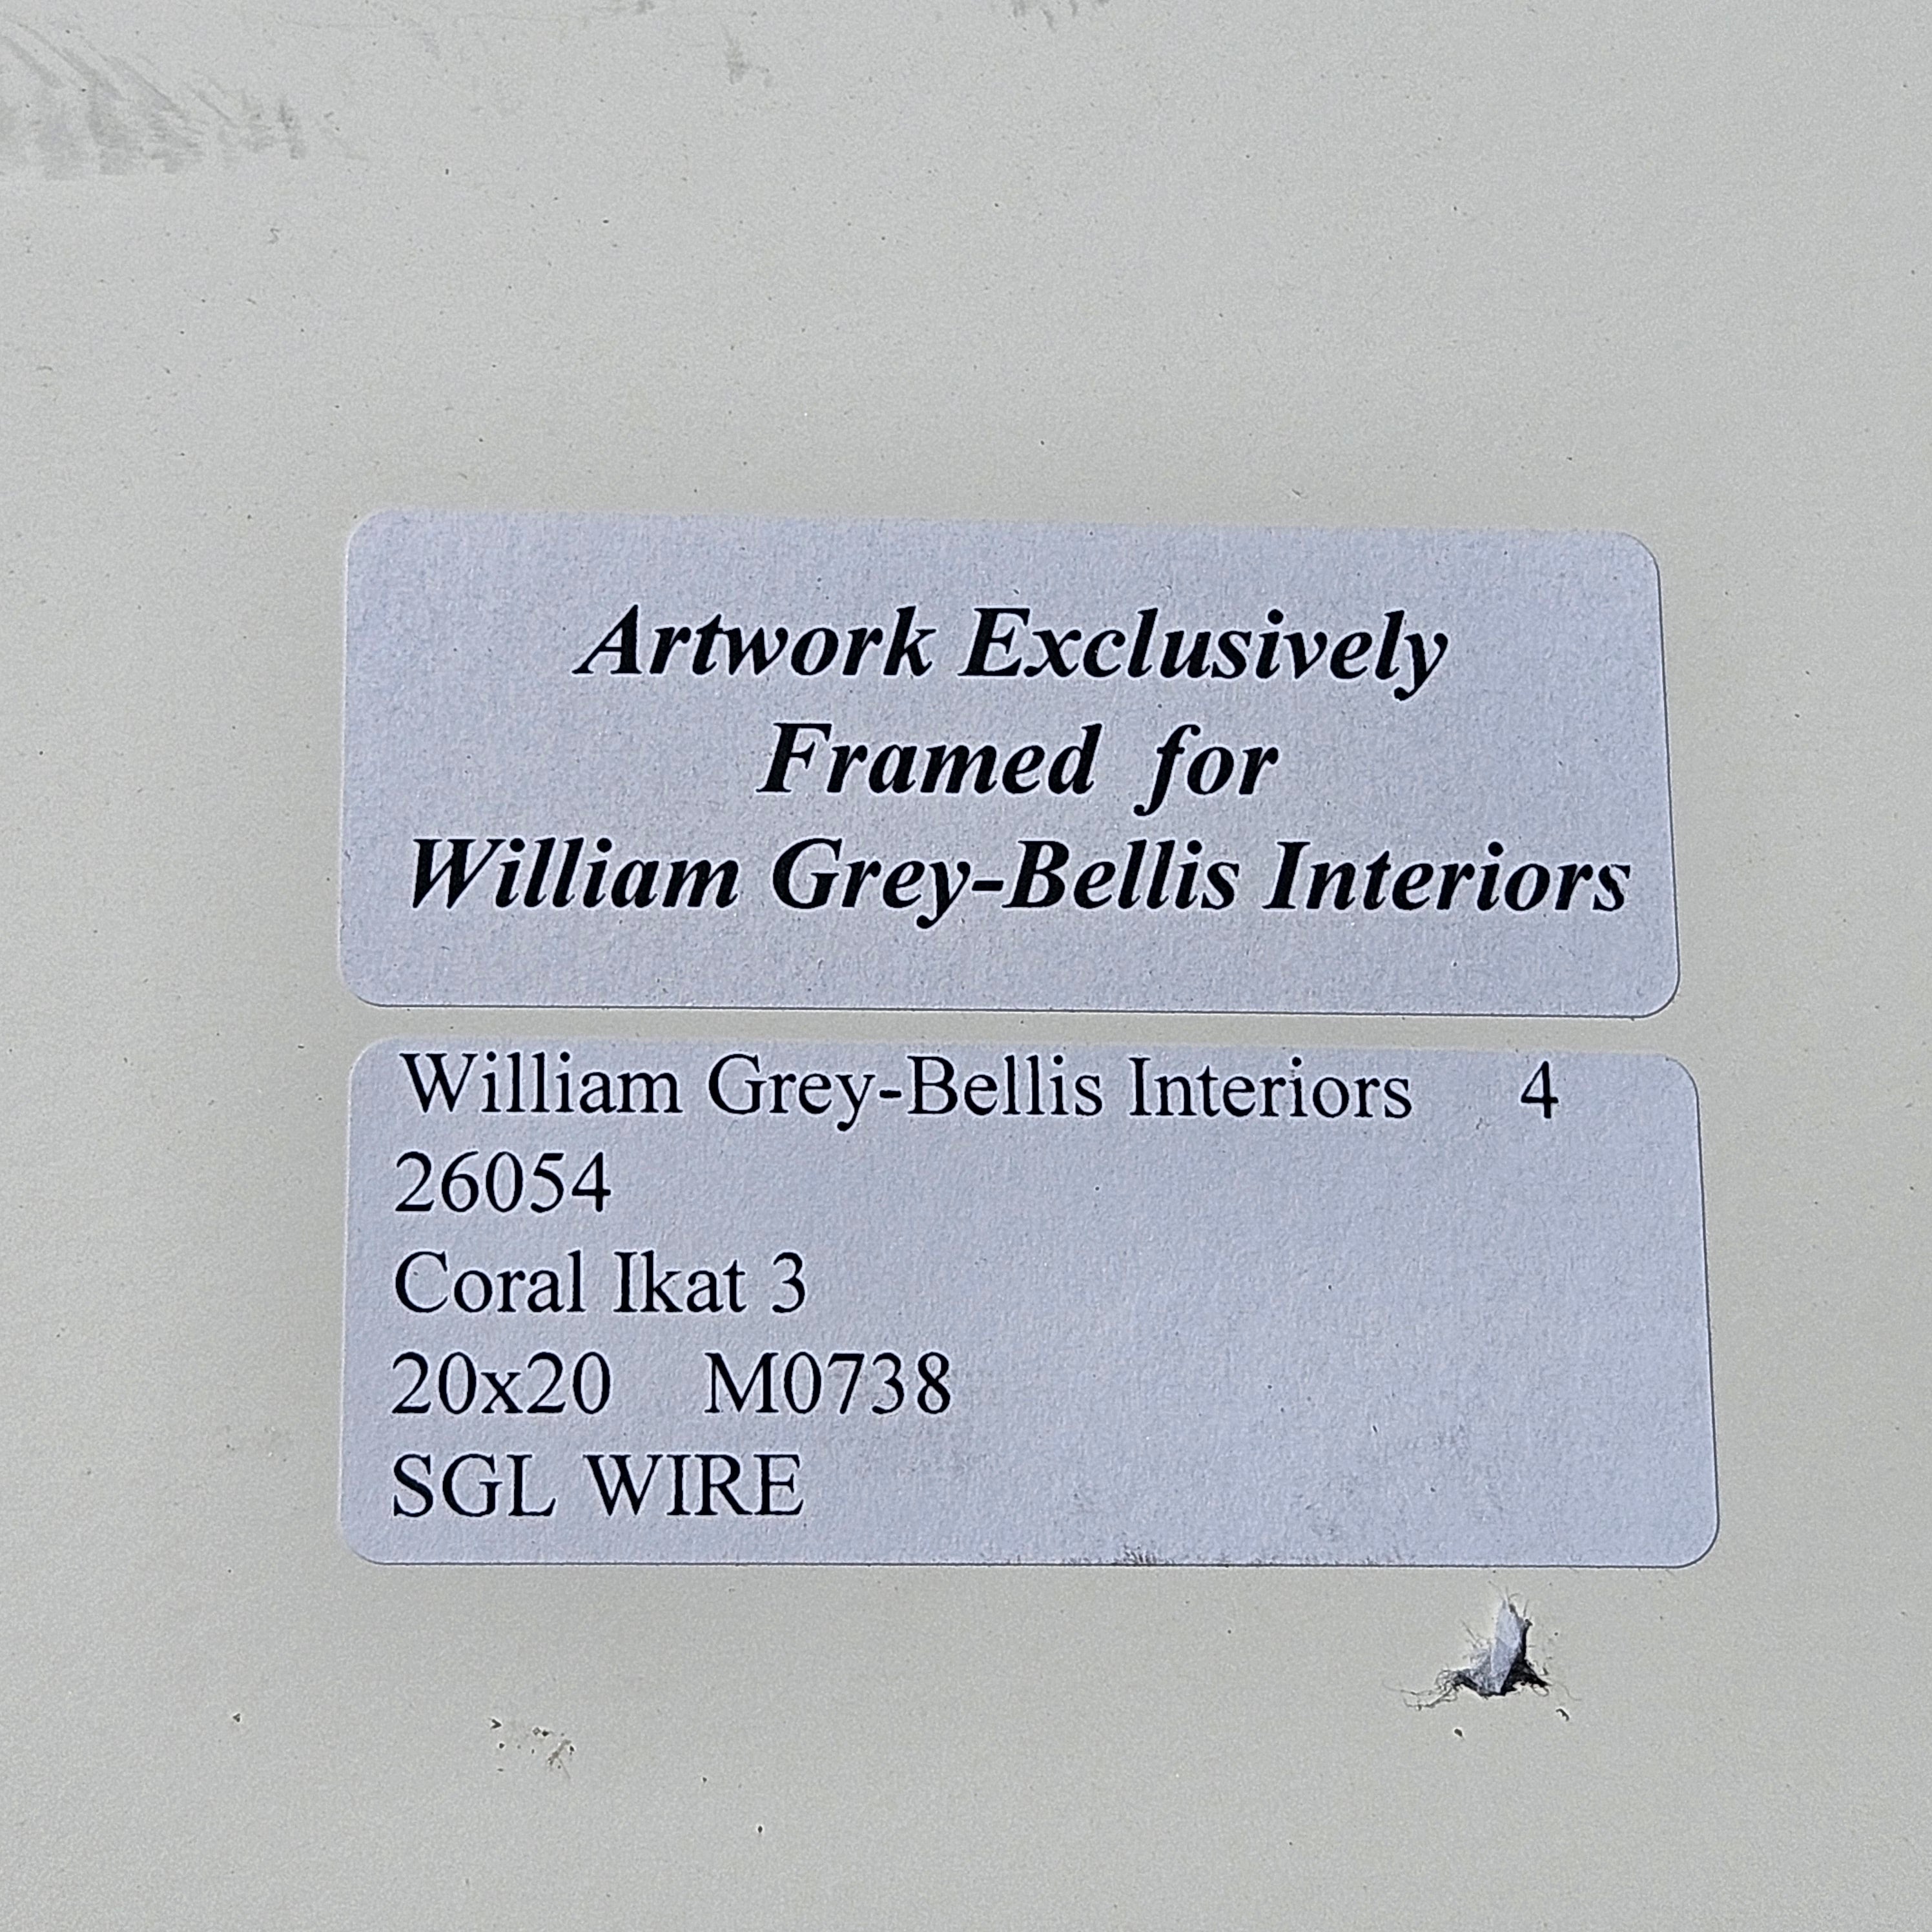 Artwork Exclusively
Framed for
William Grey-Bellis Interiors
William Grey-Bellis Interiors 4
26054
Coral Ikat 3
20x20 M0738
SGL WIRE